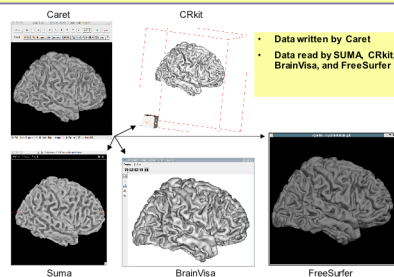 Caret
CRkit
• Data written by Caret
• Data read by SUMA, CRkit,
BrainVisa, and FreeSurfer
Suma
BrainVisa
FreeSurfer